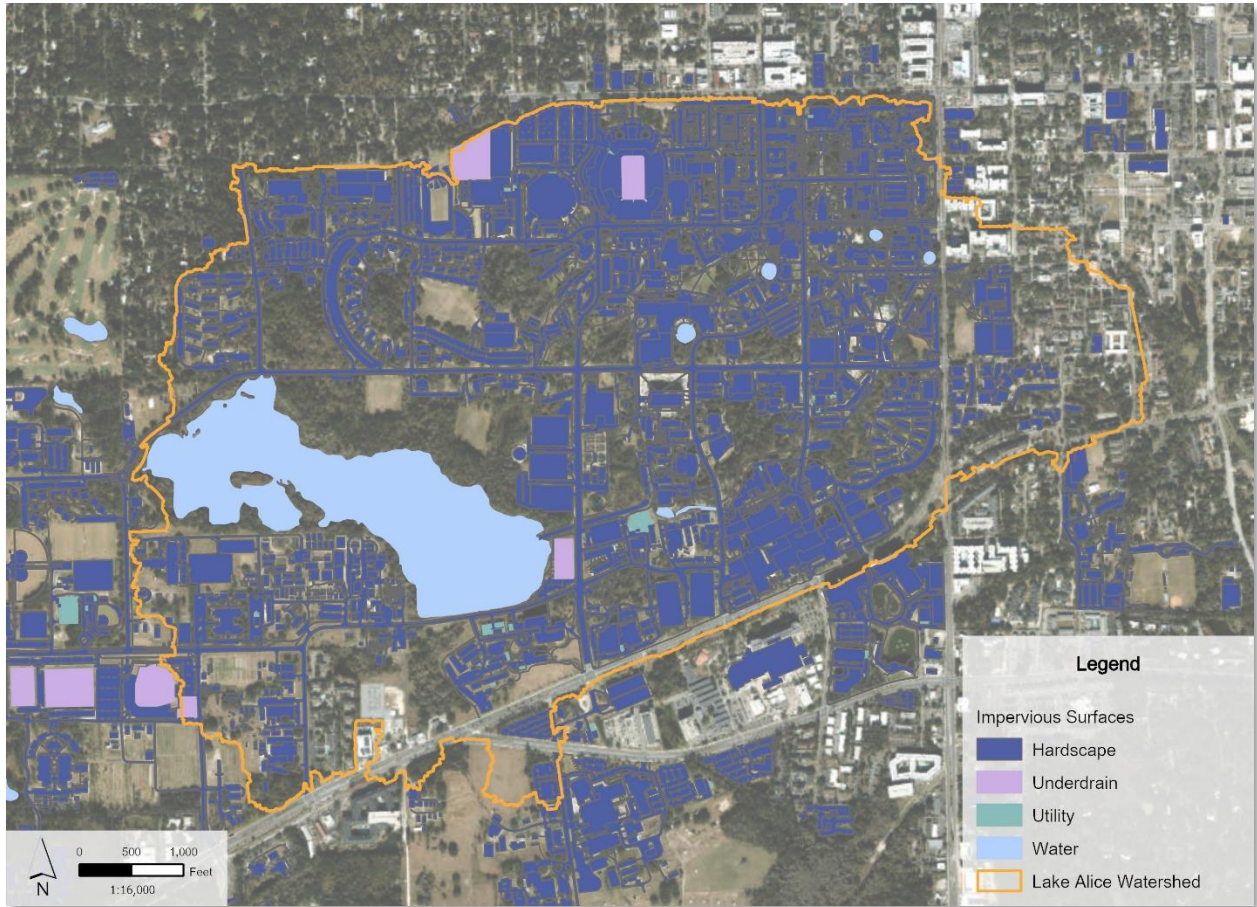 Legend
Impervious Surfaces
Hardscape
Underdrain
Utility
Water
Lake Alice Watershed
0 500 1,000
Feet
N
1:16,000